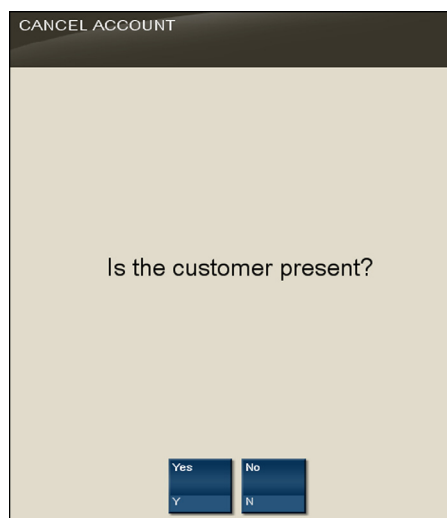 CANCEL ACCOUNT
Is the customer present?
Yes No
Y N